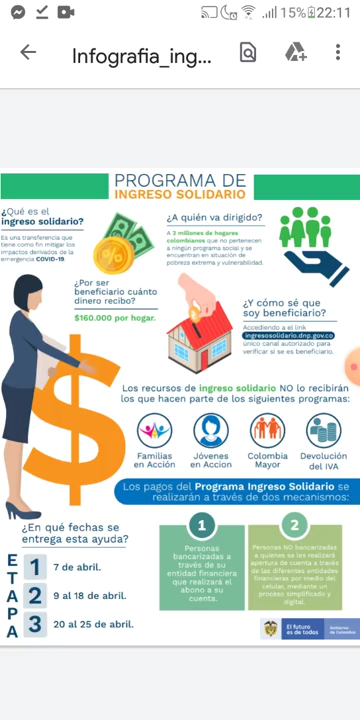 15% 22:11
Infografia_ing...
PROGRAMA DE
INGRESO SOLIDARIO
¿Qué es el
ingreso solidario?
Es una transferencia que
tiene como fin mitigar los
impactos derivados de la
emergencia COVID-19.
¿A quién va dirigido?
A 3 millones de hogares
colombianos que no pertenecen
a ningún programa social y se
encuentran en situación de
pobreza extrema y vulnerabilidad.
¿Por ser
beneficiario cuánto
dinero recibo?
$160.000 por hogar.
¿Y cómo sé que
soy beneficiario?
Accediendo al link
ingresosolidario.dnp.gov.co
único canal autorizado para
verificar si se es beneficiario.
Los recursos de ingreso solidario NO lo recibirán
los que hacen parte de los siguientes programas:
Familias
en Acción
Jóvenes
en Accion
Colombia
Mayor
Devolución
del IVA
Los pagos del Programa Ingreso Solidario se
realizarán a través de dos mecanismos:
¿En qué fechas se
entrega esta ayuda?
ETAPA
1 7 de abril.
2 9 al 18 de abril.
3 20 al 25 de abril.
1
Personas
bancarizadas
a través de su
entidad financiera
que realizará el
abono a su
cuenta.
2
Personas NO bancarizadas
a quienes se les realizará
apertura de cuenta a través
de las diferentes entidades
financieras por medio del
celular, mediante un
proceso simplificado y
digital.
El futuro
es de todos
Gobierno
de Colombia